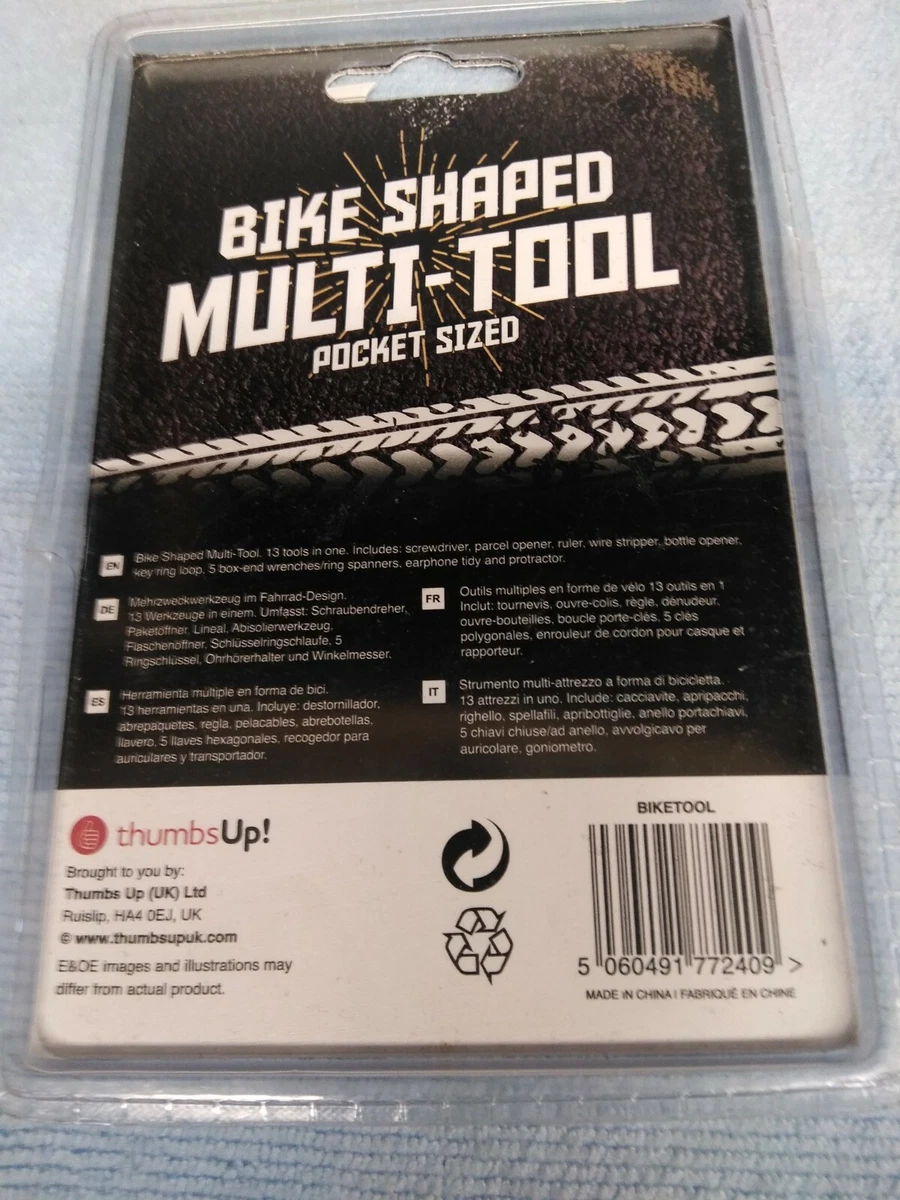 BIKE SHAPED
MULTI-TOOL
POCKET SIZED
EN
Bike Shaped Multi-Tool. 13 tools in one. Includes: screwdriver, parcel opener, ruler, wire stripper, bottle opener,
key ring loop, 5 box-end wrenches/ring spanners, earphone tidy and protractor.
DE
Mehrzweckwerkzeug im Fahrrad-Design.
13 Werkzeuge in einem. Umfasst: Schraubendreher,
Paketöffner, Lineal, Abisolierwerkzeug,
Flaschenöffner, Schlüsselringschlaufe, 5
Ringschlüssel, Ohrhörerhalter und Winkelmesser.
FR
Outils multiples en forme de vélo 13 outils en 1
Inclut: tournevis, ouvre-colis, règle, dénudeur,
ouvre-bouteilles, boucle porte-clés, 5 clés
polygonales, enrouleur de cordon pour casque et
rapporteur.
ES
Herramienta múltiple en forma de bici.
13 herramientas en una. Incluye: destornillador,
abrepaquetes, regla, pelacables, abrebotellas,
llavero, 5 llaves hexagonales, recogedor para
auriculares y transportador.
IT
Strumento multi-attrezzo a forma di bicicletta.
13 attrezzi in uno. Include: cacciavite, apripacchi,
righello, spellafili, apribottiglie, anello portachiavi,
5 chiavi chiuse/ad anello, avvolgicavo per
auricolare, goniometro.
thumbsUp!
Brought to you by:
Thumbs Up (UK) Ltd
Ruislip, HA4 0EJ, UK
© www.thumbsupuk.com
E&OE images and illustrations may
differ from actual product.
BIKETOOL
5 060491 772409 >
MADE IN CHINA I FABRIQUÉ EN CHINE